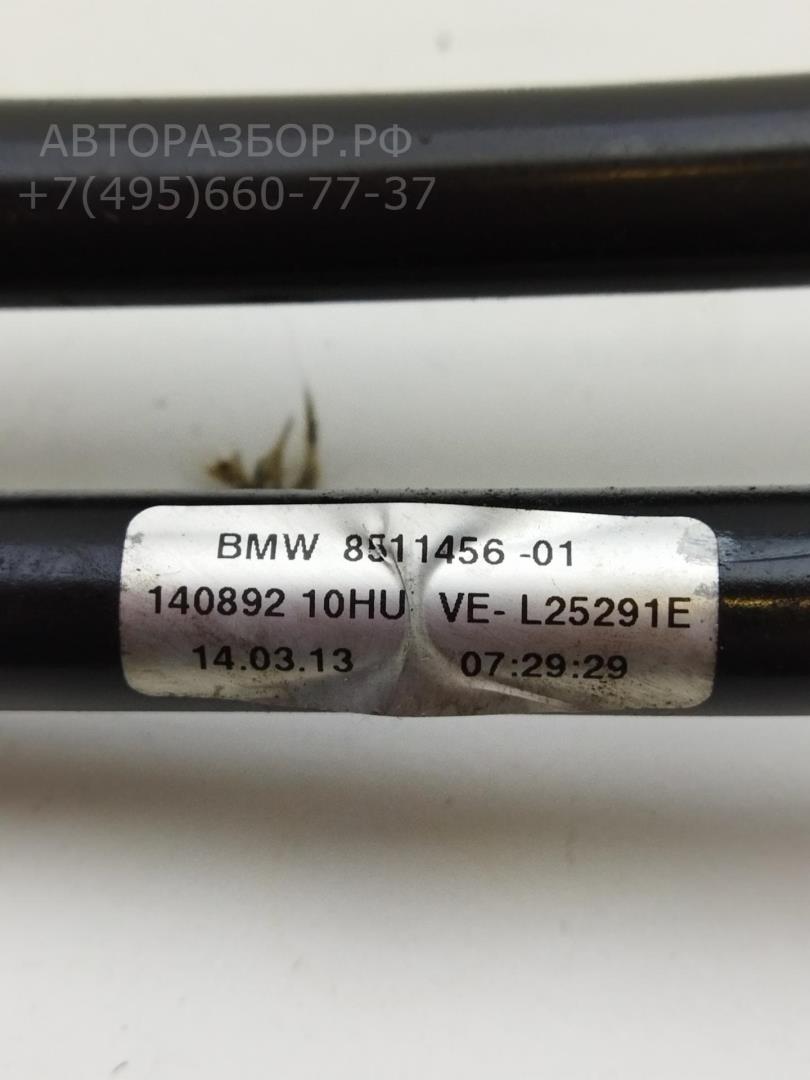 АВТОРАЗБОР.РФ
+7(495)660-77-37
BMW 8511456 -01
140892 10HU VE- L25291E
14.03.13 07:29:29